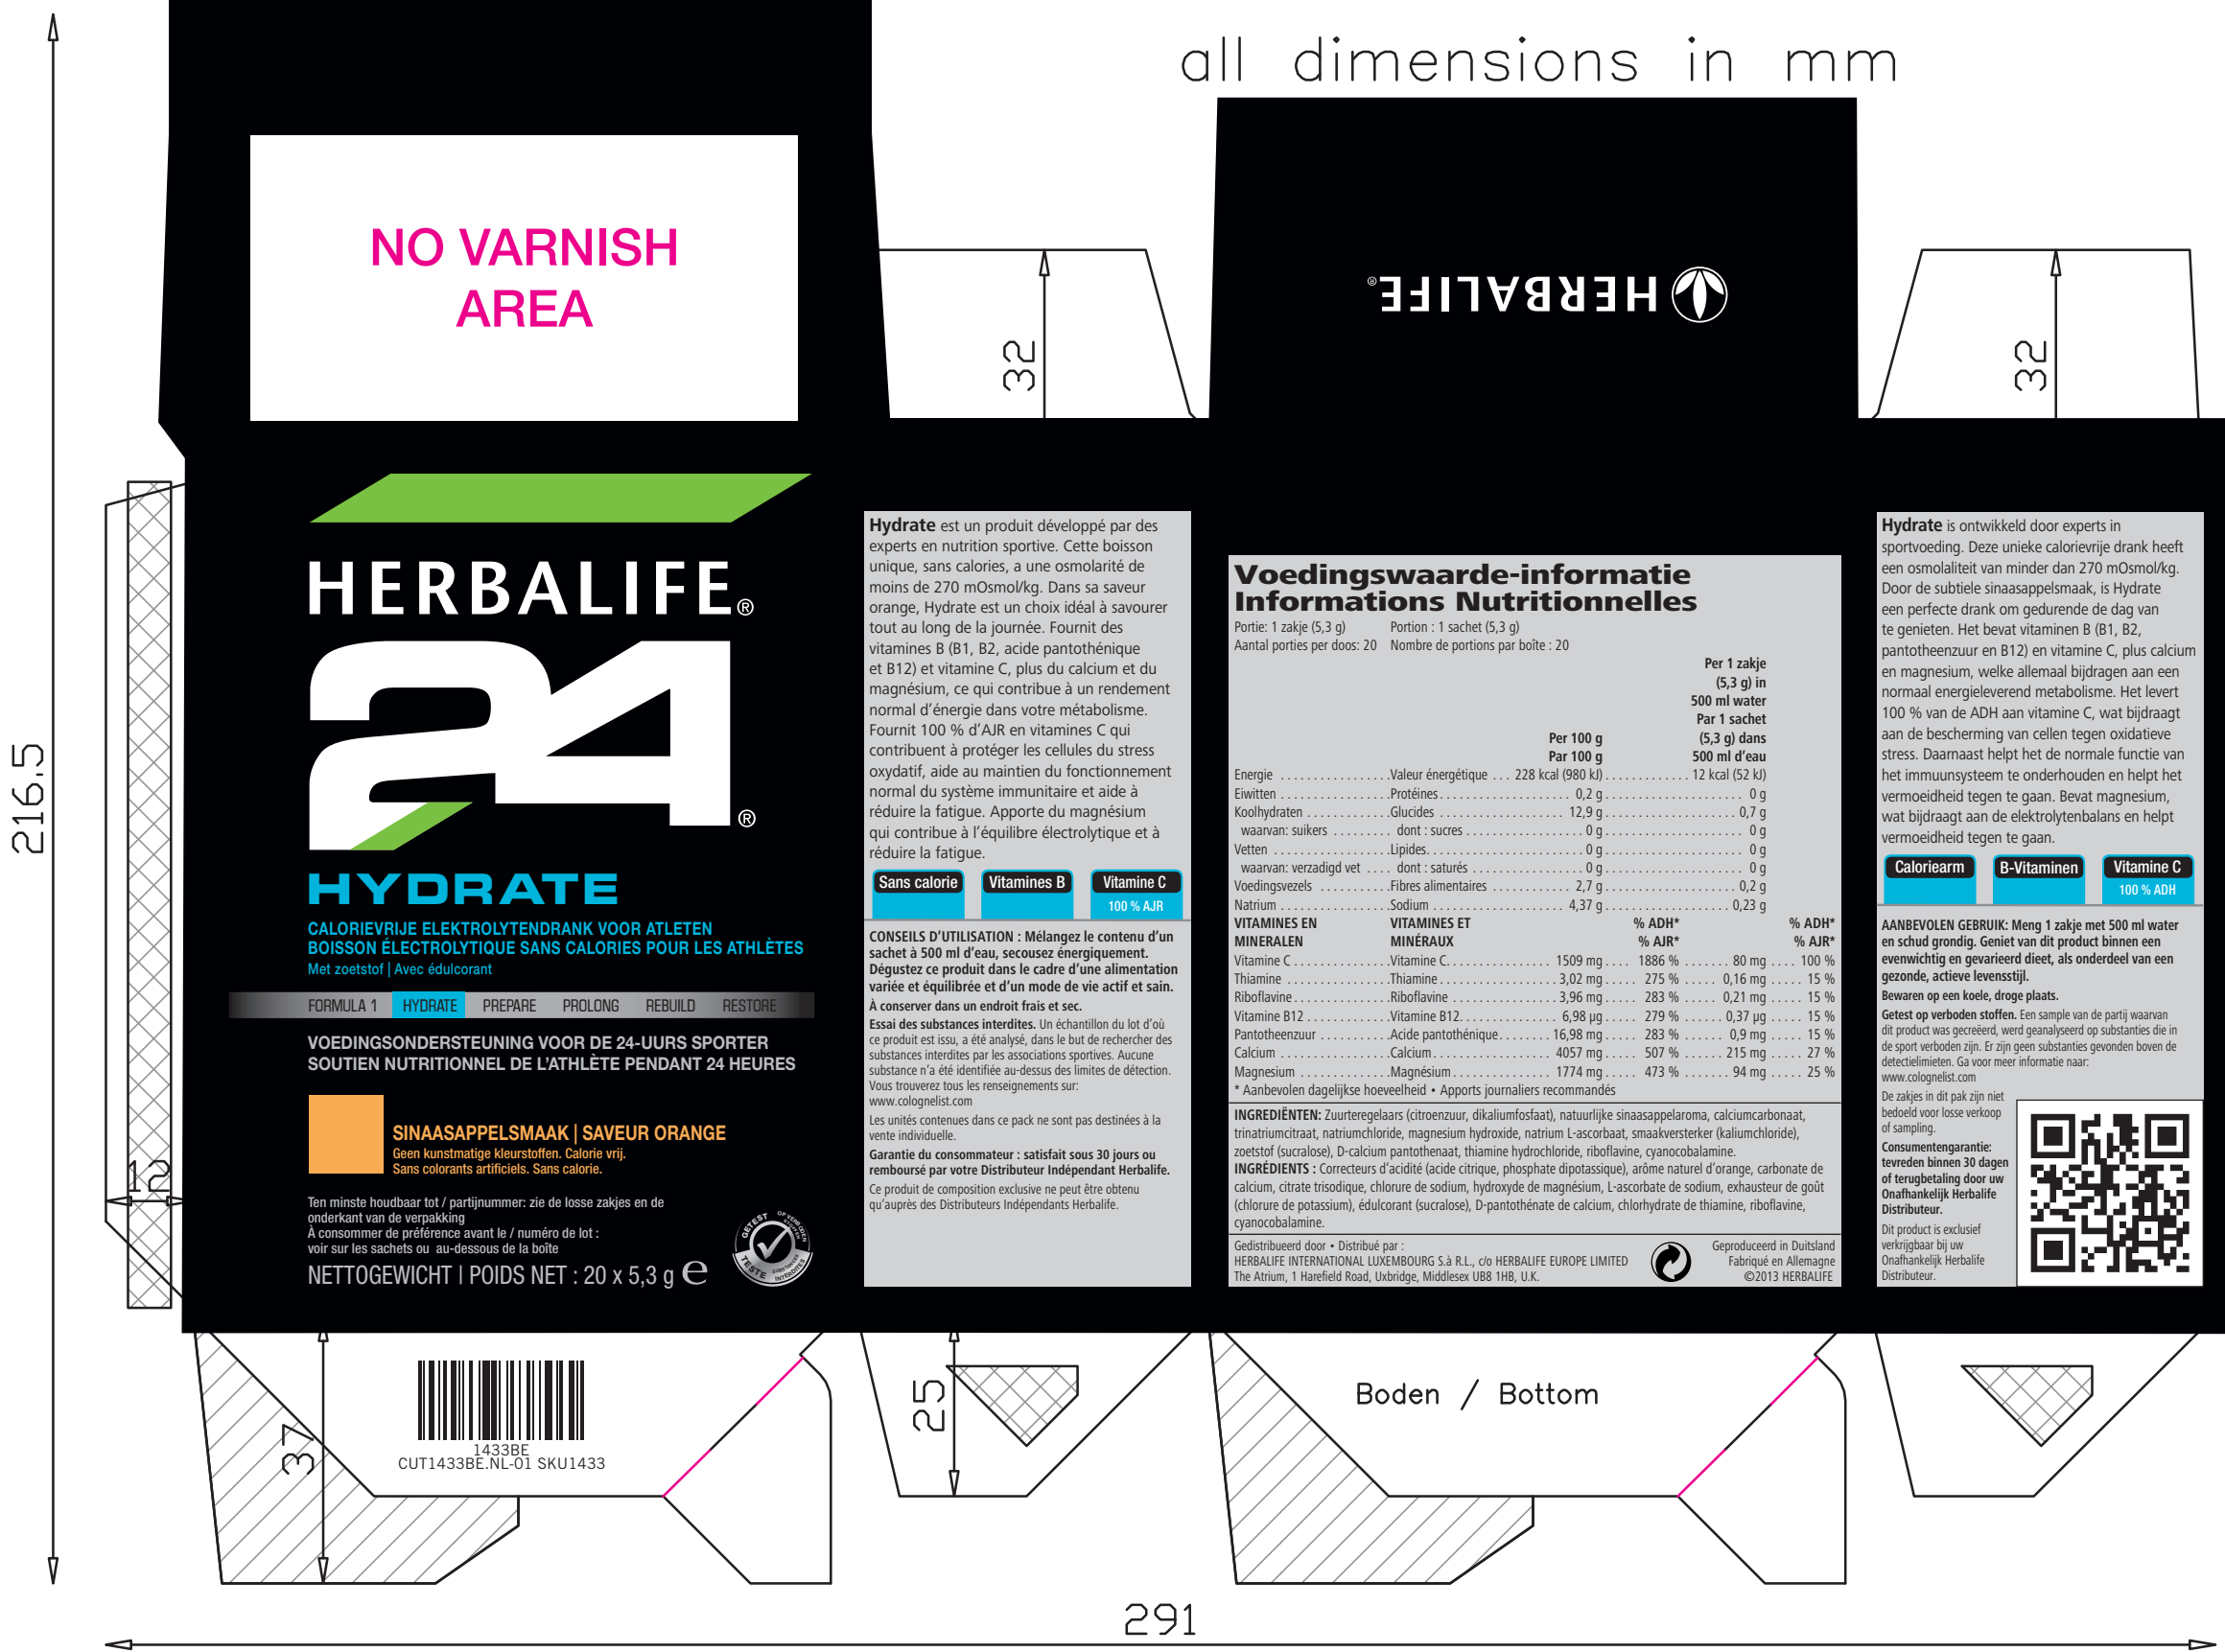 all dimensions in mm
NO VARNISH
AREA
HERBALIFE®
32
32
216.5
12
HERBALIFE®
24®
HYDRATE
CALORIEVRIJE ELEKTROLYTENDRANK VOOR ATLETEN
BOISSON ÉLECTROLYTIQUE SANS CALORIES POUR LES ATHLÈTES
Met zoetstof | Avec édulcorant
FORMULA 1 HYDRATE PREPARE PROLONG REBUILD RESTORE
VOEDINGSONDERSTEUNING VOOR DE 24-UURS SPORTER
SOUTIEN NUTRITIONNEL DE L’ATHLÈTE PENDANT 24 HEURES
SINAASAPPELSMAAK | SAVEUR ORANGE
Geen kunstmatige kleurstoffen. Calorie vrij.
Sans colorants artificiels. Sans calorie.
Ten minste houdbaar tot / partijnummer: zie de losse zakjes en de
onderkant van de verpakking
À consommer de préférence avant le / numéro de lot :
voir sur les sachets ou au-dessous de la boîte
NETTOGEWICHT | POIDS NET : 20 x 5,3 g e
GETEST OP VERBODEN STOFFEN
TESTE SUBSTANCES INTERDITES
Hydrate est un produit développé par des
experts en nutrition sportive. Cette boisson
unique, sans calories, a une osmolarité de
moins de 270 mOsmol/kg. Dans sa saveur
orange, Hydrate est un choix idéal à savourer
tout au long de la journée. Fournit des
vitamines B (B1, B2, acide pantothénique
et B12) et vitamine C, plus du calcium et du
magnésium, ce qui contribue à un rendement
normal d’énergie dans votre métabolisme.
Fournit 100 % d’AJR en vitamines C qui
contribuent à protéger les cellules du stress
oxydatif, aide au maintien du fonctionnement
normal du système immunitaire et aide à
réduire la fatigue. Apporte du magnésium
qui contribue à l’équilibre électrolytique et à
réduire la fatigue.
Sans calorie Vitamines B Vitamine C
100 % AJR
CONSEILS D’UTILISATION : Mélangez le contenu d’un
sachet à 500 ml d’eau, secousez énergiquement.
Dégustez ce produit dans le cadre d’une alimentation
variée et équilibrée et d’un mode de vie actif et sain.
À conserver dans un endroit frais et sec.
Essai des substances interdites. Un échantillon du lot d’où
ce produit est issu, a été analysé, dans le but de rechercher des
substances interdites par les associations sportives. Aucune
substance n’a été identifiée au-dessus des limites de détection.
Vous trouverez tous les renseignements sur:
www.colognelist.com
Les unités contenues dans ce pack ne sont pas destinées à la
vente individuelle.
Garantie du consommateur : satisfait sous 30 jours ou
remboursé par votre Distributeur Indépendant Herbalife.
Ce produit de composition exclusive ne peut être obtenu
qu’auprès des Distributeurs Indépendants Herbalife.
Voedingswaarde-informatie
Informations Nutritionnelles
Portie: 1 zakje (5,3 g) Portion : 1 sachet (5,3 g)
Aantal porties per doos: 20 Nombre de portions par boîte : 20
Per 1 zakje
(5,3 g) in
500 ml water
Par 1 sachet
Per 100 g (5,3 g) dans
Par 100 g 500 ml d’eau
Energie ................Valeur énergétique ... 228 kcal (980 kJ)............ 12 kcal (52 kJ)
Eiwitten ................Protéines................... 0,2 g..................... 0 g
Koolhydraten .............Glucides ................... 12,9 g.................... 0,7 g
waarvan: suikers ......... dont : sucres .................. 0 g..................... 0 g
Vetten ..................Lipides........................ 0 g..................... 0 g
waarvan: verzadigd vet .... dont : saturés ................. 0 g..................... 0 g
Voedingsvezels ...........Fibres alimentaires ............ 2,7 g.................... 0,2 g
Natrium .................Sodium .................... 4,37 g................... 0,23 g
VITAMINES EN VITAMINES ET % ADH* % ADH*
MINERALEN MINÉRAUX % AJR* % AJR*
Vitamine C ...............Vitamine C................ 1509 mg .... 1886 % ....... 80 mg .... 100 %
Thiamine ................Thiamine .................. 3,02 mg ..... 275 % ..... 0,16 mg ..... 15 %
Riboflavine...............Riboflavine ................ 3,96 mg ..... 283 % ..... 0,21 mg ..... 15 %
Vitamine B12 .............Vitamine B12............... 6,98 µg ..... 279 % ...... 0,37 µg ..... 15 %
Pantotheenzuur ...........Acide pantothénique........ 16,98 mg ..... 283 % ...... 0,9 mg ..... 15 %
Calcium .................Calcium .................. 4057 mg ..... 507 % ...... 215 mg ..... 27 %
Magnesium ..............Magnésium ............... 1774 mg ..... 473 % ....... 94 mg ..... 25 %
* Aanbevolen dagelijkse hoeveelheid • Apports journaliers recommandés
INGREDIËNTEN: Zuurteregelaars (citroenzuur, dikaliumfosfaat), natuurlijke sinaasappelaroma, calciumcarbonaat,
trinatriumcitraat, natriumchloride, magnesium hydroxide, natrium L-ascorbaat, smaakversterker (kaliumchloride),
zoetstof (sucralose), D-calcium pantothenaat, thiamine hydrochloride, riboflavine, cyanocobalamine.
INGRÉDIENTS : Correcteurs d’acidité (acide citrique, phosphate dipotassique), arôme naturel d’orange, carbonate de
calcium, citrate trisodique, chlorure de sodium, hydroxyde de magnésium, L-ascorbate de sodium, exhausteur de goût
(chlorure de potassium), édulcorant (sucralose), D-pantothénate de calcium, chlorhydrate de thiamine, riboflavine,
cyanocobalamine.
Gedistribueerd door • Distribué par :
HERBALIFE INTERNATIONAL LUXEMBOURG S.à R.L., c/o HERBALIFE EUROPE LIMITED
The Atrium, 1 Harefield Road, Uxbridge, Middlesex UB8 1HB, U.K.
Geproduceerd in Duitsland
Fabriqué en Allemagne
©2013 HERBALIFE
Hydrate is ontwikkeld door experts in
sportvoeding. Deze unieke calorievrije drank heeft
een osmolaliteit van minder dan 270 mOsmol/kg.
Door de subtiele sinaasappelsmaak, is Hydrate
een perfecte drank om gedurende de dag van
te genieten. Het bevat vitaminen B (B1, B2,
pantotheenzuur en B12) en vitamine C, plus calcium
en magnesium, welke allemaal bijdragen aan een
normaal energieleverend metabolisme. Het levert
100 % van de ADH aan vitamine C, wat bijdraagt
aan de bescherming van cellen tegen oxidatieve
stress. Daarnaast helpt het de normale functie van
het immuunsysteem te onderhouden en helpt het
vermoeidheid tegen te gaan. Bevat magnesium,
wat bijdraagt aan de elektrolytenbalans en helpt
vermoeidheid tegen te gaan.
Caloriearm B-Vitaminen Vitamine C
100 % ADH
AANBEVOLEN GEBRUIK: Meng 1 zakje met 500 ml water
en schud grondig. Geniet van dit product binnen een
evenwichtig en gevarieerd dieet, als onderdeel van een
gezonde, actieve levensstijl.
Bewaren op een koele, droge plaats.
Getest op verboden stoffen. Een sample van de partij waarvan
dit product was gecreëerd, werd geanalyseerd op substanties die in
de sport verboden zijn. Er zijn geen substanties gevonden boven de
detectielimieten. Ga voor meer informatie naar:
www.colognelist.com
De zakjes in dit pak zijn niet
bedoeld voor losse verkoop
of sampling.
Consumentengarantie:
tevreden binnen 30 dagen
of terugbetaling door uw
Onafhankelijk Herbalife
Distributeur.
Dit product is exclusief
verkrijgbaar bij uw
Onafhankelijk Herbalife
Distributeur.
37
1433BE
CUT1433BE.NL-01 SKU1433
25
Boden / Bottom
291